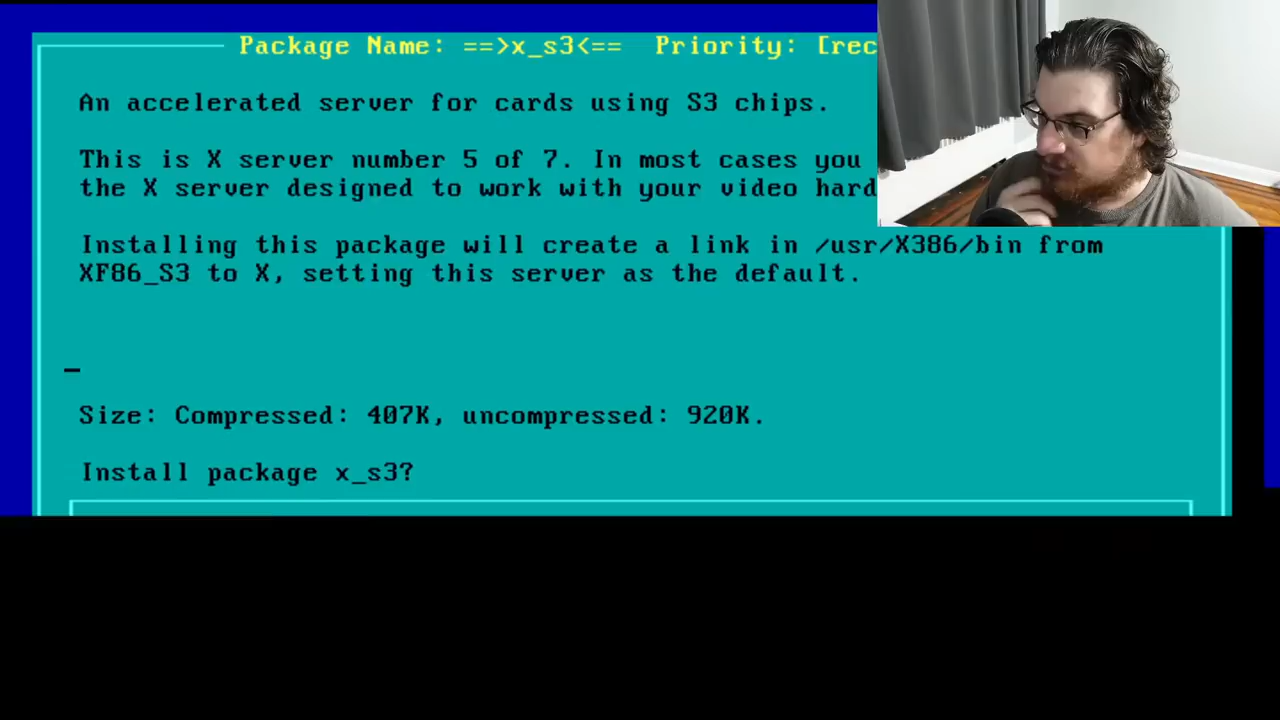 Package Name: ==>x_s3<== Priority: [rec
An accelerated server for cards using S3 chips.
This is X server number 5 of 7. In most cases you
the X server designed to work with your video hard
Installing this package will create a link in /usr/X386/bin from
XF86_S3 to X, setting this server as the default.
Size: Compressed: 407K, uncompressed: 920K.
Install package x_s3?